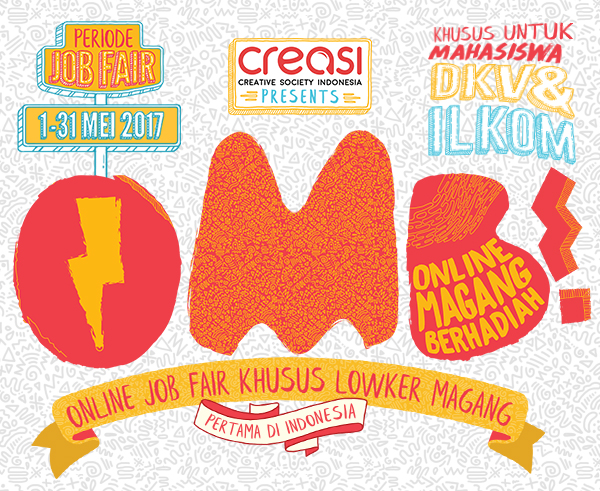 PERIODE
JOB FAIR
1-31 MEI 2017
creasi
CREATIVE SOCIETY INDONESIA
PRESENTS
KHUSUS UNTUK
MAHASISWA
DKV&
ILKOM
OMB!
ONLINE
MAGANG
BERHADIAH
ONLINE JOB FAIR KHUSUS LOWKER MAGANG
PERTAMA DI INDONESIA